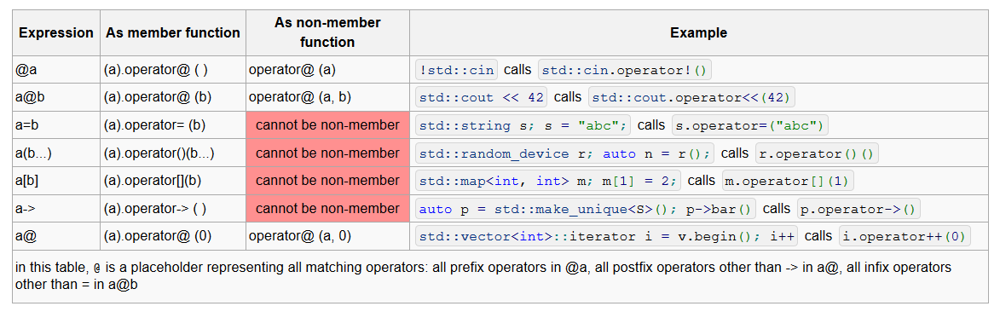 Expression As member function As non-member function Example
@a (a).operator@ ( ) operator@ (a) !std::cin calls std::cin.operator!()
a@b (a).operator@ (b) operator@ (a, b) std::cout << 42 calls std::cout.operator<<(42)
a=b (a).operator= (b) cannot be non-member std::string s; s = "abc"; calls s.operator=("abc")
a(b...) (a).operator()(b...) cannot be non-member std::random_device r; auto n = r(); calls r.operator()()
a[b] (a).operator[](b) cannot be non-member std::map<int, int> m; m[1] = 2; calls m.operator[](1)
a-> (a).operator-> ( ) cannot be non-member auto p = std::make_unique<S>(); p->bar() calls p.operator->()
a@ (a).operator@ (0) operator@ (a, 0) std::vector<int>::iterator i = v.begin(); i++ calls i.operator++(0)
in this table, @ is a placeholder representing all matching operators: all prefix operators in @a, all postfix operators other than -> in a@, all infix operators
other than = in a@b